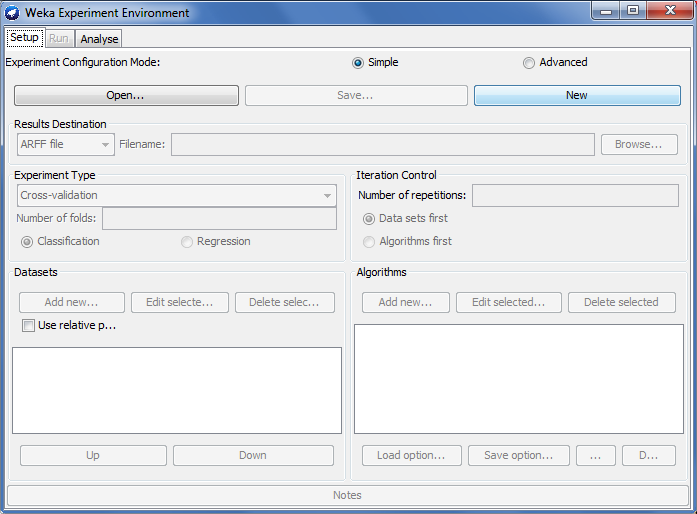 Weka Experiment Environment
Setup Run Analyse
Experiment Configuration Mode: Simple Advanced
Open... Save... New
Results Destination
ARFF file Filename: Browse...
Experiment Type Iteration Control
Cross-validation Number of repetitions:
Number of folds: Data sets first
Classification Regression Algorithms first
Datasets Algorithms
Add new... Edit selecte... Delete selec... Add new... Edit selected... Delete selected
Use relative p...
Up Down Load option... Save option... ... D...
Notes